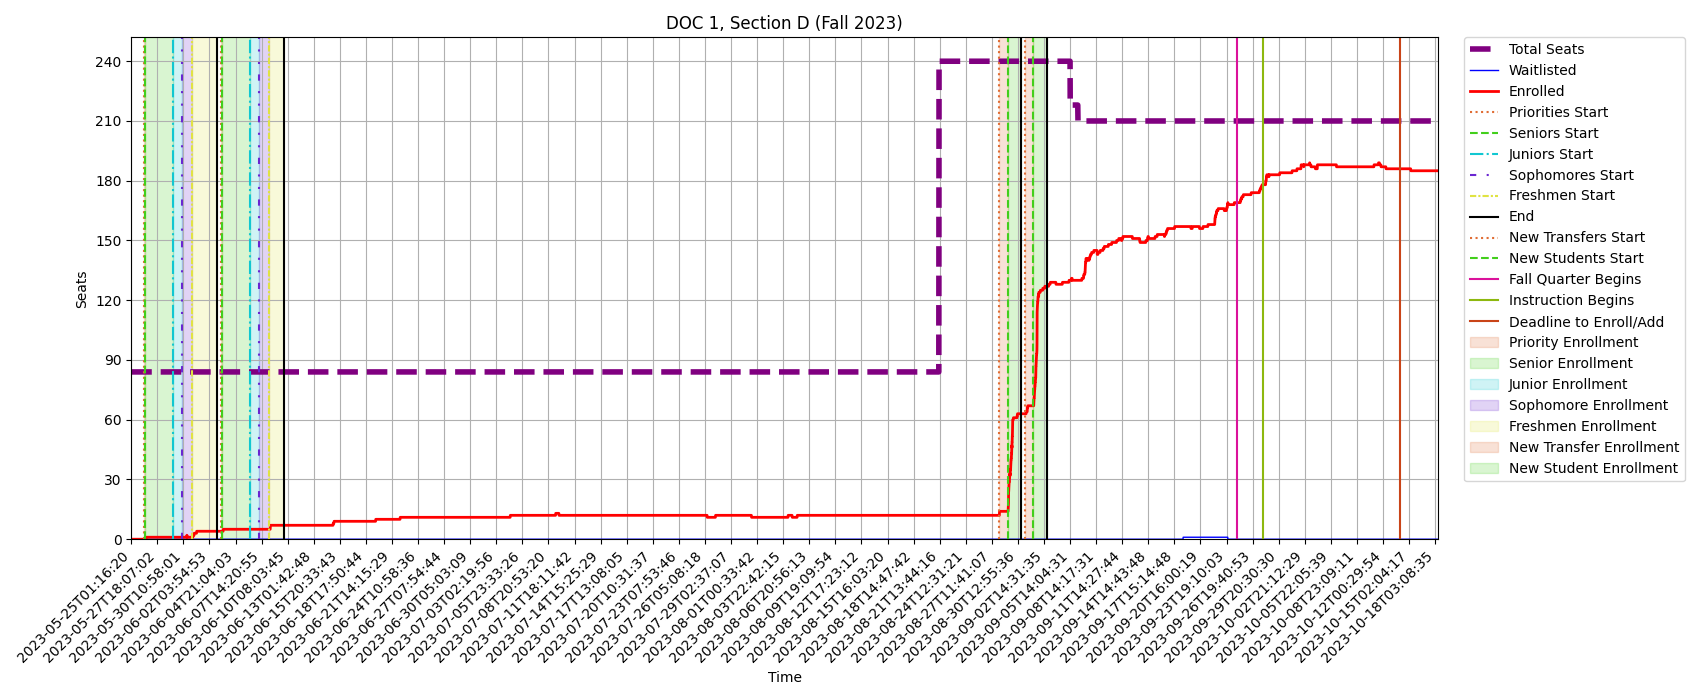 DOC 1, Section D (Fall 2023)
Seats
240
210
180
150
120
90
60
30
0
2023-05-25T01:16:20
2023-05-27T18:07:02
2023-05-30T10:58:01
2023-06-02T03:54:53
2023-06-04T21:04:03
2023-06-07T14:20:55
2023-06-10T08:03:45
2023-06-13T01:42:48
2023-06-15T20:33:43
2023-06-18T17:50:44
2023-06-21T14:15:29
2023-06-24T10:58:36
2023-06-27T07:54:44
2023-06-30T05:03:09
2023-07-03T02:19:56
2023-07-05T23:33:26
2023-07-08T20:53:20
2023-07-11T18:11:42
2023-07-14T15:25:29
2023-07-17T13:08:05
2023-07-20T10:31:37
2023-07-23T07:53:46
2023-07-26T05:08:18
2023-07-29T02:37:07
2023-08-01T00:33:42
2023-08-03T22:42:15
2023-08-06T20:56:13
2023-08-09T19:09:54
2023-08-12T17:23:12
2023-08-15T16:03:20
2023-08-18T14:47:42
2023-08-21T13:44:16
2023-08-24T12:31:21
2023-08-27T11:41:07
2023-08-30T12:55:36
2023-09-02T14:31:35
2023-09-05T14:04:31
2023-09-08T14:17:31
2023-09-11T14:27:44
2023-09-14T14:43:48
2023-09-17T15:14:48
2023-09-20T16:00:19
2023-09-23T19:10:03
2023-09-26T19:40:53
2023-09-29T20:30:30
2023-10-02T21:12:29
2023-10-05T22:05:39
2023-10-08T23:09:11
2023-10-12T00:29:54
2023-10-15T02:04:17
2023-10-18T03:08:35
Time
Total Seats
Waitlisted
Enrolled
Priorities Start
Seniors Start
Juniors Start
Sophomores Start
Freshmen Start
End
New Transfers Start
New Students Start
Fall Quarter Begins
Instruction Begins
Deadline to Enroll/Add
Priority Enrollment
Senior Enrollment
Junior Enrollment
Sophomore Enrollment
Freshmen Enrollment
New Transfer Enrollment
New Student Enrollment